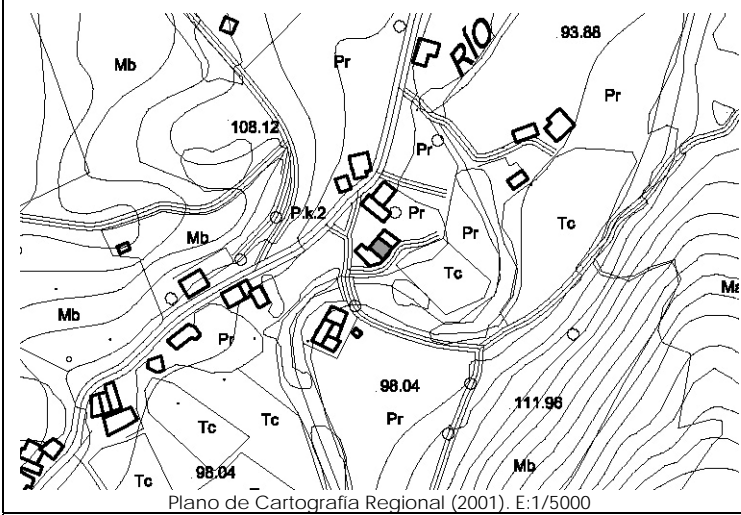 RÍO
93.88
Mb
Pr
Pr
108.12
Pr
P.k.2
Pr
Mb
Pr
Tc
Tc
Mb
Ma
Pr
98.04
111.96
Pr
Tc
Tc
Mb
98.04
Tc
Plano de Cartografía Regional (2001). E:1/5000